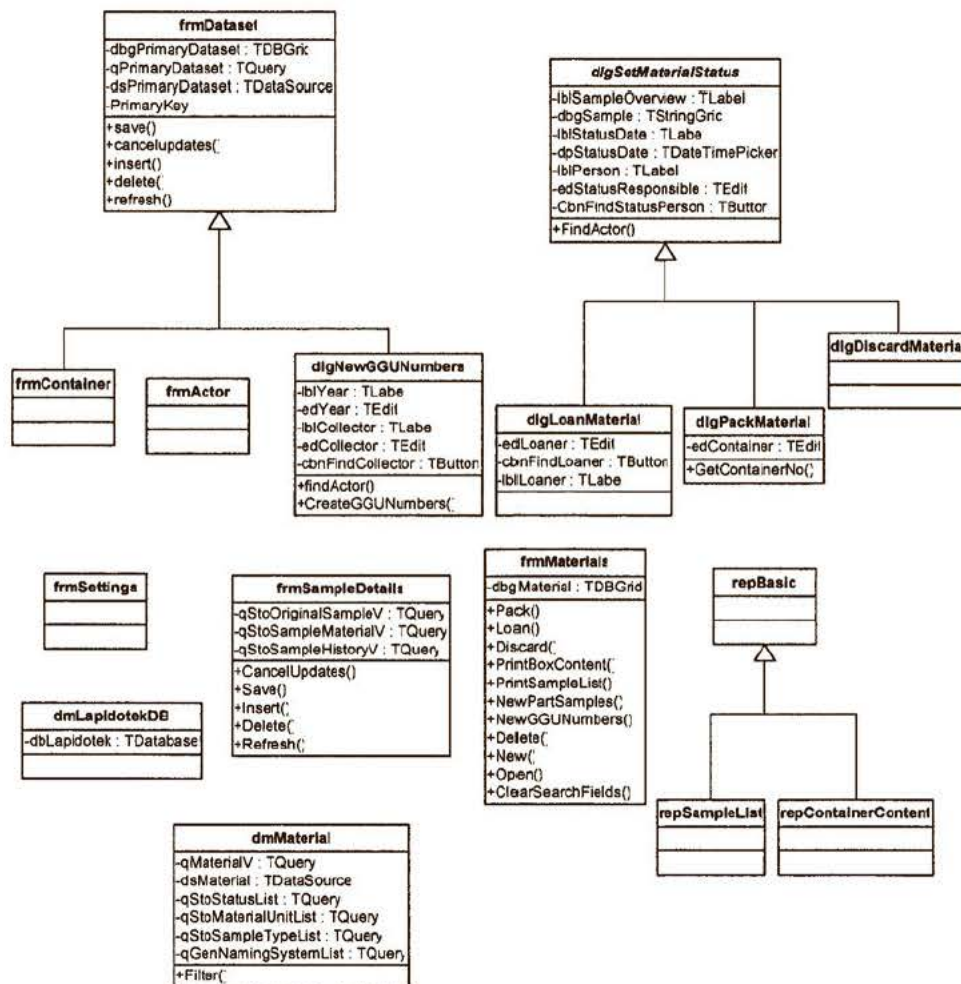 frmDataset
-dbgPrimaryDataset : TDBGric
-qPrimaryDataset : TQuery
-dsPrimaryDataset : TDataSource
-PrimaryKey
+save()
+cancelupdates(
+insert()
+delete(
+refresh()
dlgSetMaterialStatus
-lblSampleOverview : TLabel
-dbgSample : TStringGric
-lblStatusDate : TLabe
-dpStatusDate : TDateTimePicker
-lblPerson : TLabel
-edStatusResponsible : TEdit
-CbnFindStatusPerson : TButtor
+FindActor()
frmContainer
frmActor
dlgNewGGUNumbers
-lblYear : TLabe
-edYear : TEdit
-lblCollector : TLabe
-edCollector : TEdit
-cbnFindCollector : TButton
+findActor()
+CreateGGUNumbers(
dlgLoanMaterial
-edLoaner : TEdit
-cbnFindLoaner : TButton
-lblLoaner : TLabe
dlgPackMaterial
-edContainer : TEdit
+GetContainerNo()
dlgDiscardMaterial
frmSettings
frmSampleDetails
-qStoOriginalSampleV : TQuery
-qStoSampleMaterialV : TQuery
-qStoSampleHistoryV : TQuery
+CancelUpdates()
+Save()
+Insert()
+Delete(
+Refresh()
frmMaterials
-dbgMaterial : TDBGrid
+Pack()
+Loan()
+Discard(
+PrintBoxContent(
+PrintSampleList()
+NewPartSamples()
+NewGGUNumbers()
+Delete(
+New()
+Open()
+ClearSearchFields()
repBasic
dmLapidotekDB
-dbLapidotek : TDatabase
repSampleList
repContainerContent
dmMaterial
-qMaterialV : TQuery
-dsMaterial : TDataSource
-qStoStatusList : TQuery
-qStoMaterialUnitList : TQuery
-qStoSampleTypeList : TQuery
-qGenNamingSystemList : TQuery
+Filter(